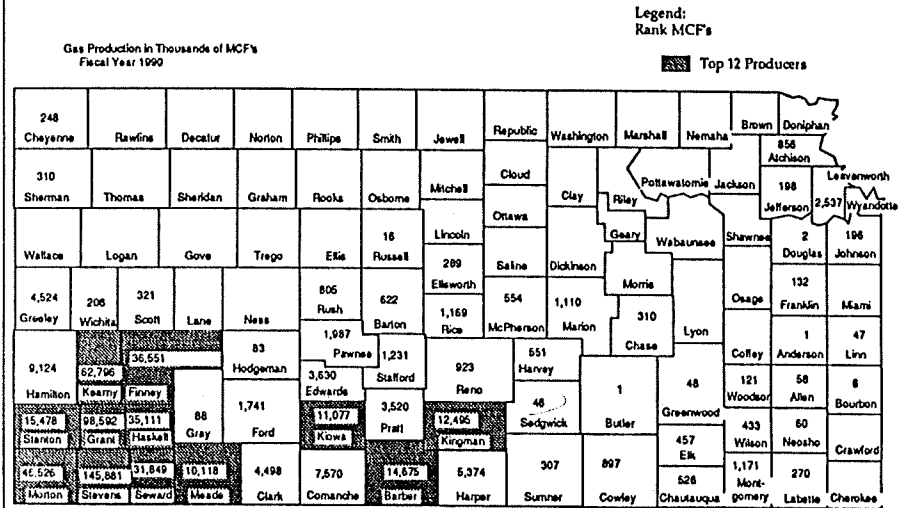 Legend:
Rank MCF's
Gas Production in Thousands of MCF's
Fiscal Year 1990
Top 12 Producers
248
Cheyenne
Rawlins
Decatur
Norton
Phillips
Smith
Jewell
Republic
Washington
Marshall
Nemaha
Brown
Doniphan
856
Atchison
310
Sherman
Thomas
Sheridan
Graham
Rooks
Osborne
Mitchell
Cloud
Clay
Riley
Pottawatomie
Jackson
198
Jefferson
Leavenworth
2,537
Wyandotte
Wallace
Logan
Gove
Trego
Ellis
16
Russell
Lincoln
Ottawa
Saline
Dickinson
Geary
Wabaunsee
Shawnee
2
Douglas
196
Johnson
4,524
Greeley
206
Wichita
321
Scott
Lane
Ness
805
Rush
622
Barton
289
Ellsworth
1,169
Rice
554
McPherson
1,110
Marion
Morris
310
Chase
Lyon
Osage
132
Franklin
Miami
9,124
Hamilton
62,796
Kearny
36,551
Finney
83
Hodgeman
1,987
Pawnee
3,630
Edwards
1,231
Stafford
923
Reno
551
Harvey
Coffey
1
Anderson
47
Linn
15,478
Stanton
98,592
Grant
35,111
Haskell
88
Gray
1,741
Ford
11,077
Kiowa
3,520
Pratt
12,495
Kingman
48
Sedgwick
1
Butler
48
Greenwood
121
Woodson
58
Allen
6
Bourbon
433
Wilson
60
Neosho
Crawford
46,526
Morton
145,881
Stevens
31,849
Seward
10,118
Meade
4,498
Clark
7,570
Comanche
14,675
Barber
5,374
Harper
307
Sumner
897
Cowley
457
Elk
526
Chautauqua
1,171
Mont-
gomery
270
Labette
Cherokee